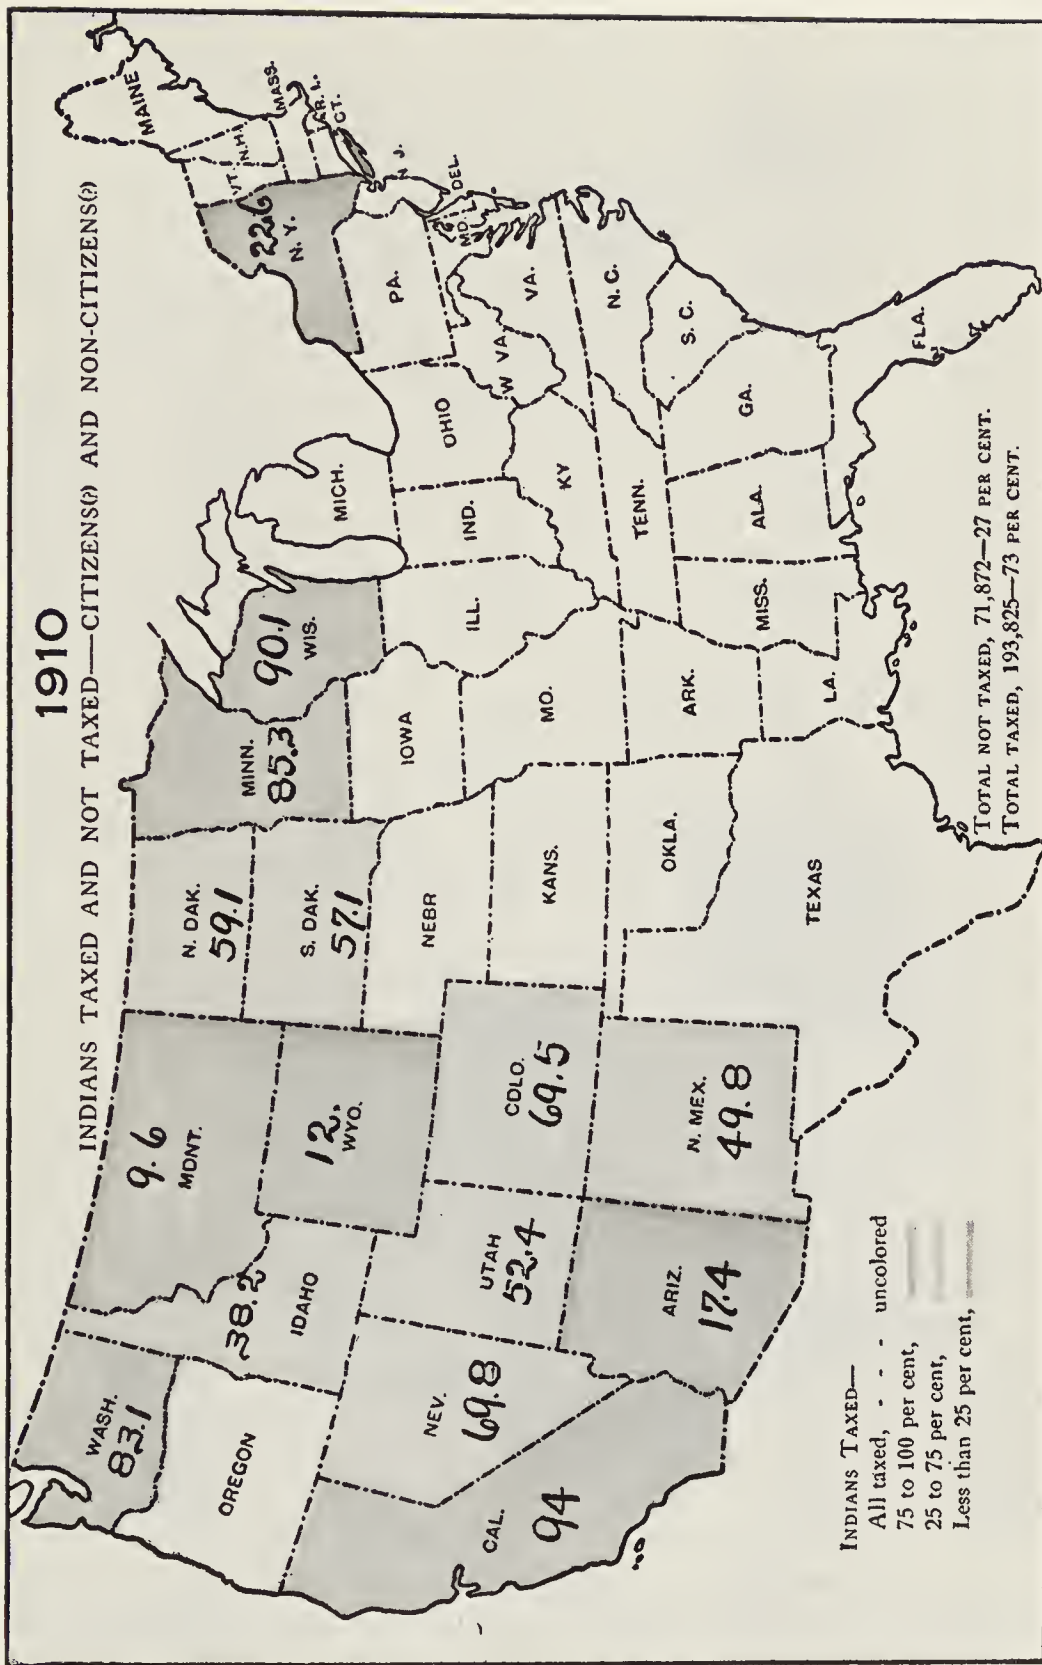 1910
INDIANS TAXED AND NOT TAXED—CITIZENS(?) AND NON-CITIZENS(?)
WASH.
83.1
OREGON
CAL.
94
NEV.
69.8
IDAHO
38.2
9.6
MONT.
12.
WYO.
UTAH
52.4
ARIZ.
17.4
COLO.
69.5
N. MEX.
49.8
N. DAK.
59.1
S. DAK.
57.1
NEBR
KANS.
OKLA.
TEXAS
MINN.
85.3
IOWA
MO.
ARK.
LA.
90.1
WIS.
ILL.
MICH.
IND.
OHIO
KY
TENN.
MISS.
ALA.
GA.
FLA.
S. C.
N. C.
VA.
W VA.
PA.
226
N. Y.
VT.
N.H.
MAINE
MASS.
R. I.
CT.
N J.
DEL.
MD.
INDIANS TAXED—
All taxed, - - - uncolored
75 to 100 per cent,
25 to 75 per cent,
Less than 25 per cent,
TOTAL NOT TAXED, 71,872—27 PER CENT.
TOTAL TAXED, 193,825—73 PER CENT.